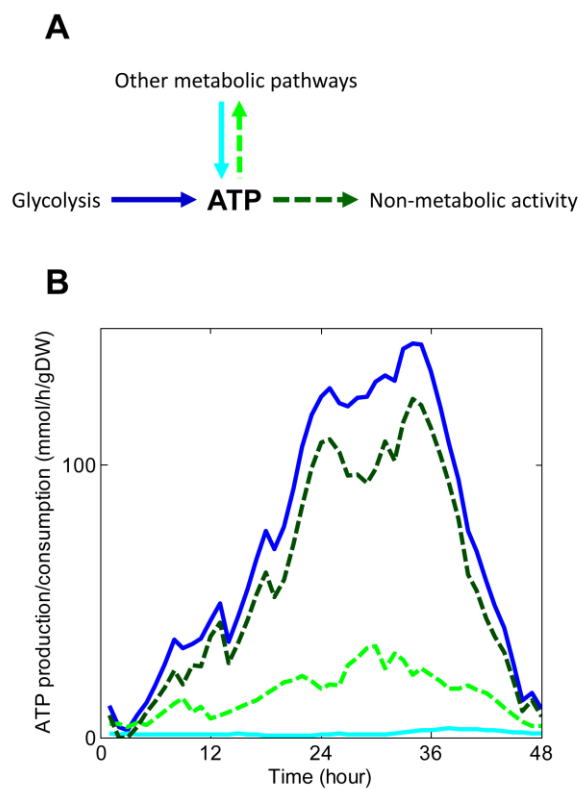 A
Other metabolic pathways
Glycolysis ATP Non-metabolic activity
B
ATP production/consumption (mmol/h/gDW)
100
0
0 12 24 36 48
Time (hour)